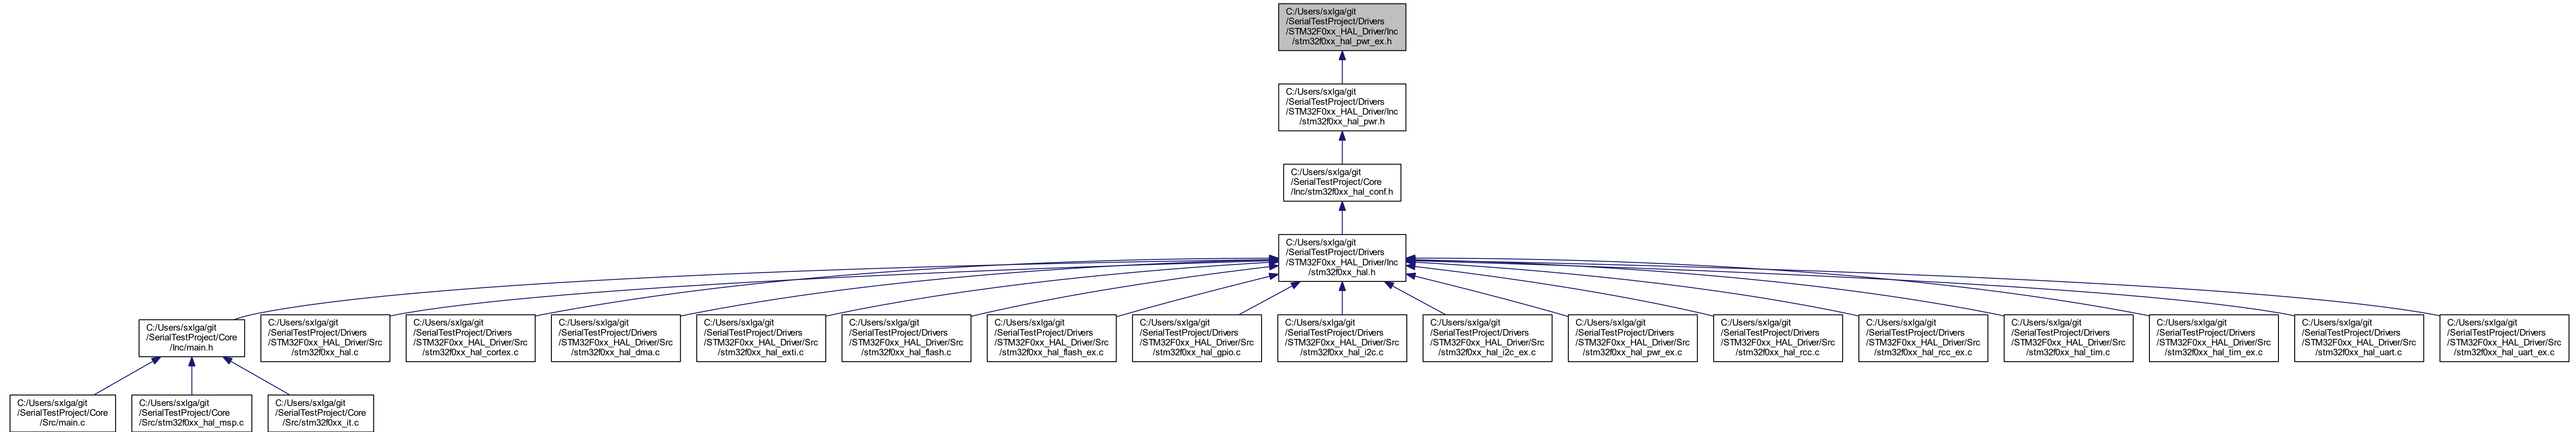 C:/Users/sxlga/git
/SerialTestProject/Drivers
/STM32F0xx_HAL_Driver/Inc
/stm32f0xx_hal_pwr_ex.h
C:/Users/sxlga/git
/SerialTestProject/Drivers
/STM32F0xx_HAL_Driver/Inc
/stm32f0xx_hal_pwr.h
C:/Users/sxlga/git
/SerialTestProject/Core
/Inc/stm32f0xx_hal_conf.h
C:/Users/sxlga/git
/SerialTestProject/Drivers
/STM32F0xx_HAL_Driver/Inc
/stm32f0xx_hal.h
C:/Users/sxlga/git
/SerialTestProject/Core
/Inc/main.h
C:/Users/sxlga/git
/SerialTestProject/Drivers
/STM32F0xx_HAL_Driver/Src
/stm32f0xx_hal.c
C:/Users/sxlga/git
/SerialTestProject/Drivers
/STM32F0xx_HAL_Driver/Src
/stm32f0xx_hal_cortex.c
C:/Users/sxlga/git
/SerialTestProject/Drivers
/STM32F0xx_HAL_Driver/Src
/stm32f0xx_hal_dma.c
C:/Users/sxlga/git
/SerialTestProject/Drivers
/STM32F0xx_HAL_Driver/Src
/stm32f0xx_hal_exti.c
C:/Users/sxlga/git
/SerialTestProject/Drivers
/STM32F0xx_HAL_Driver/Src
/stm32f0xx_hal_flash.c
C:/Users/sxlga/git
/SerialTestProject/Drivers
/STM32F0xx_HAL_Driver/Src
/stm32f0xx_hal_flash_ex.c
C:/Users/sxlga/git
/SerialTestProject/Drivers
/STM32F0xx_HAL_Driver/Src
/stm32f0xx_hal_gpio.c
C:/Users/sxlga/git
/SerialTestProject/Drivers
/STM32F0xx_HAL_Driver/Src
/stm32f0xx_hal_i2c.c
C:/Users/sxlga/git
/SerialTestProject/Drivers
/STM32F0xx_HAL_Driver/Src
/stm32f0xx_hal_i2c_ex.c
C:/Users/sxlga/git
/SerialTestProject/Drivers
/STM32F0xx_HAL_Driver/Src
/stm32f0xx_hal_pwr_ex.c
C:/Users/sxlga/git
/SerialTestProject/Drivers
/STM32F0xx_HAL_Driver/Src
/stm32f0xx_hal_rcc.c
C:/Users/sxlga/git
/SerialTestProject/Drivers
/STM32F0xx_HAL_Driver/Src
/stm32f0xx_hal_rcc_ex.c
C:/Users/sxlga/git
/SerialTestProject/Drivers
/STM32F0xx_HAL_Driver/Src
/stm32f0xx_hal_tim.c
C:/Users/sxlga/git
/SerialTestProject/Drivers
/STM32F0xx_HAL_Driver/Src
/stm32f0xx_hal_tim_ex.c
C:/Users/sxlga/git
/SerialTestProject/Drivers
/STM32F0xx_HAL_Driver/Src
/stm32f0xx_hal_uart.c
C:/Users/sxlga/git
/SerialTestProject/Drivers
/STM32F0xx_HAL_Driver/Src
/stm32f0xx_hal_uart_ex.c
C:/Users/sxlga/git
/SerialTestProject/Core
/Src/main.c
C:/Users/sxlga/git
/SerialTestProject/Core
/Src/stm32f0xx_hal_msp.c
C:/Users/sxlga/git
/SerialTestProject/Core
/Src/stm32f0xx_it.c